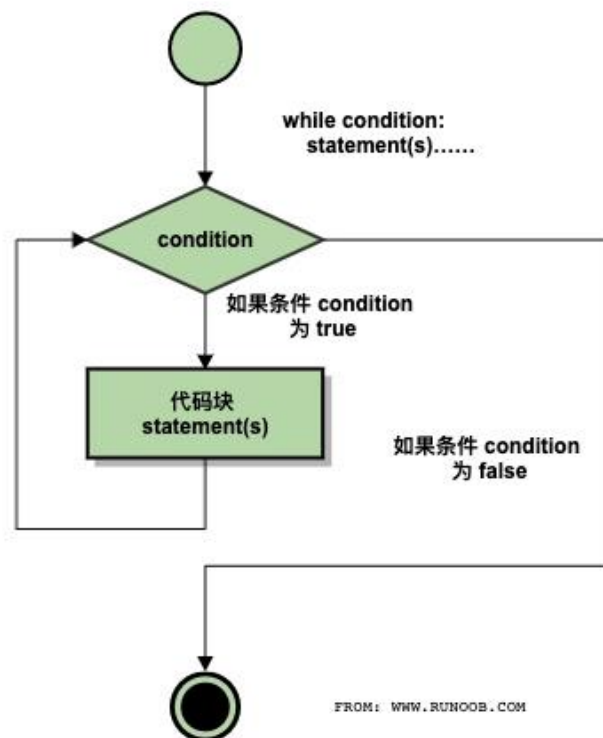 while condition:
statement(s)……
condition
如果条件 condition
为 true
代码块
statement(s)
如果条件 condition
为 false
FROM: WWW.RUNOOB.COM